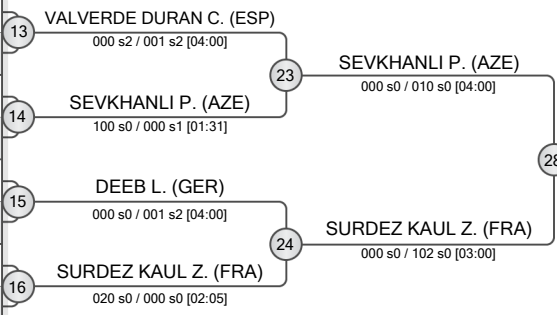 13
VALVERDE DURAN C. (ESP)
000 s2 / 001 s2 [04:00]
23
SEVKHANLI P. (AZE)
000 s0 / 010 s0 [04:00]
14
SEVKHANLI P. (AZE)
100 s0 / 000 s1 [01:31]
28
15
DEEB L. (GER)
000 s0 / 001 s2 [04:00]
24
SURDEZ KAUL Z. (FRA)
000 s0 / 102 s0 [03:00]
16
SURDEZ KAUL Z. (FRA)
020 s0 / 000 s0 [02:05]